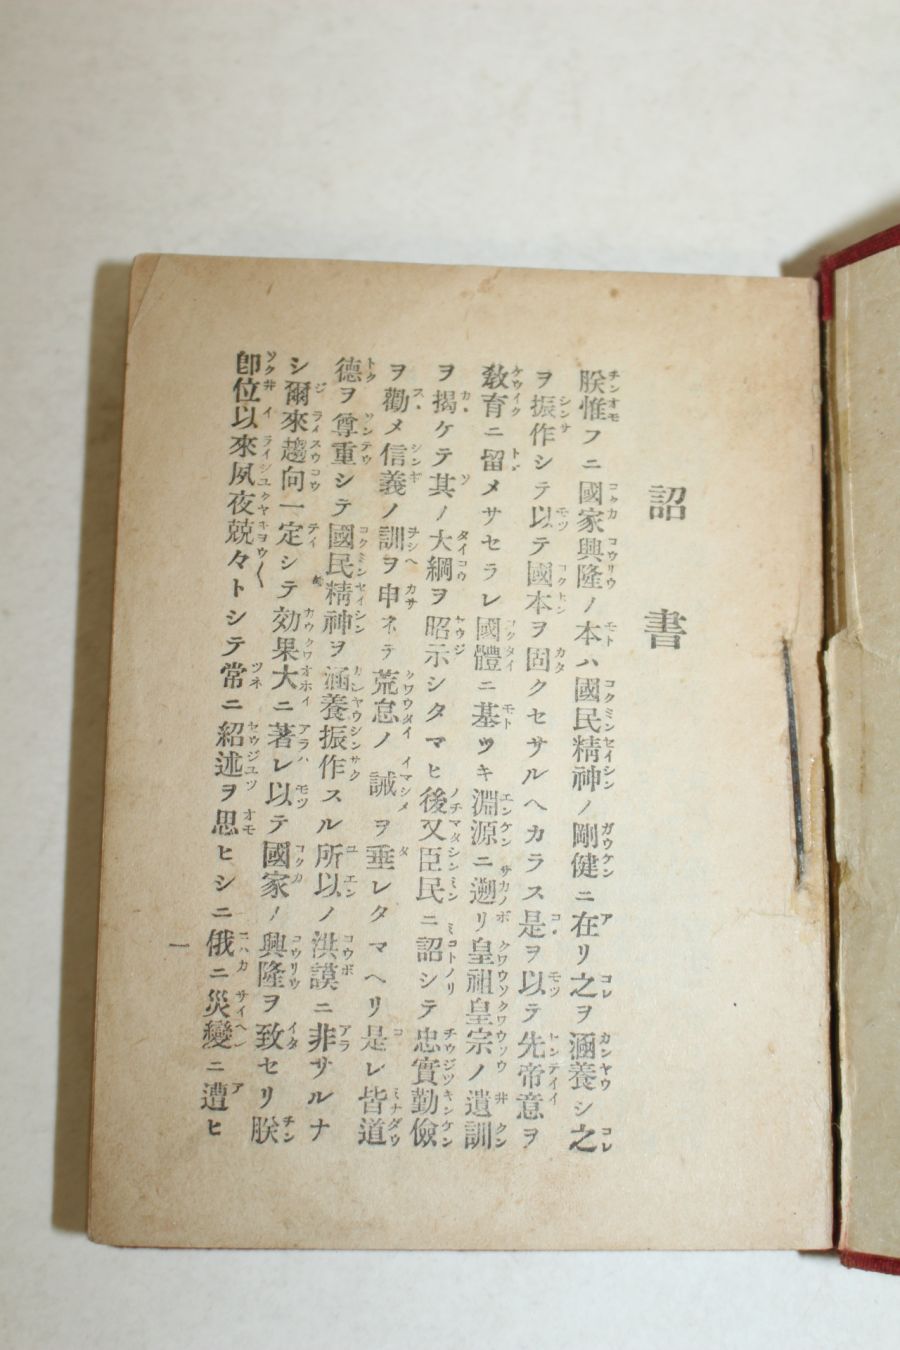 詔書
朕惟フニ國家興隆ノ本ハ國民精神ノ剛健ニ在リ之ヲ涵養シ之
ヲ振作シテ以テ國本ヲ固クセサルヘカラス是ヲ以テ先帝意ヲ
敎育ニ留メサセラレ國體ニ基ツキ淵源ニ遡リ皇祖皇宗ノ遺訓
ヲ揭ケテ其ノ大綱ヲ昭示シタマヒ後又臣民ニ詔シテ忠實勤儉
ヲ勸メ信義ノ訓ヲ申ネテ荒怠ノ誡ヲ垂レタマヘリ是レ皆道
德ヲ尊重シテ國民精神ヲ涵養振作スル所以ノ洪謨ニ非サルナ
シ爾來趨向一定シテ効果大ニ著レ以テ國家ノ興隆ヲ致セリ朕
卽位以來夙夜兢々トシテ常ニ紹述ヲ思ヒシニ俄ニ災變ニ遭ヒ
一